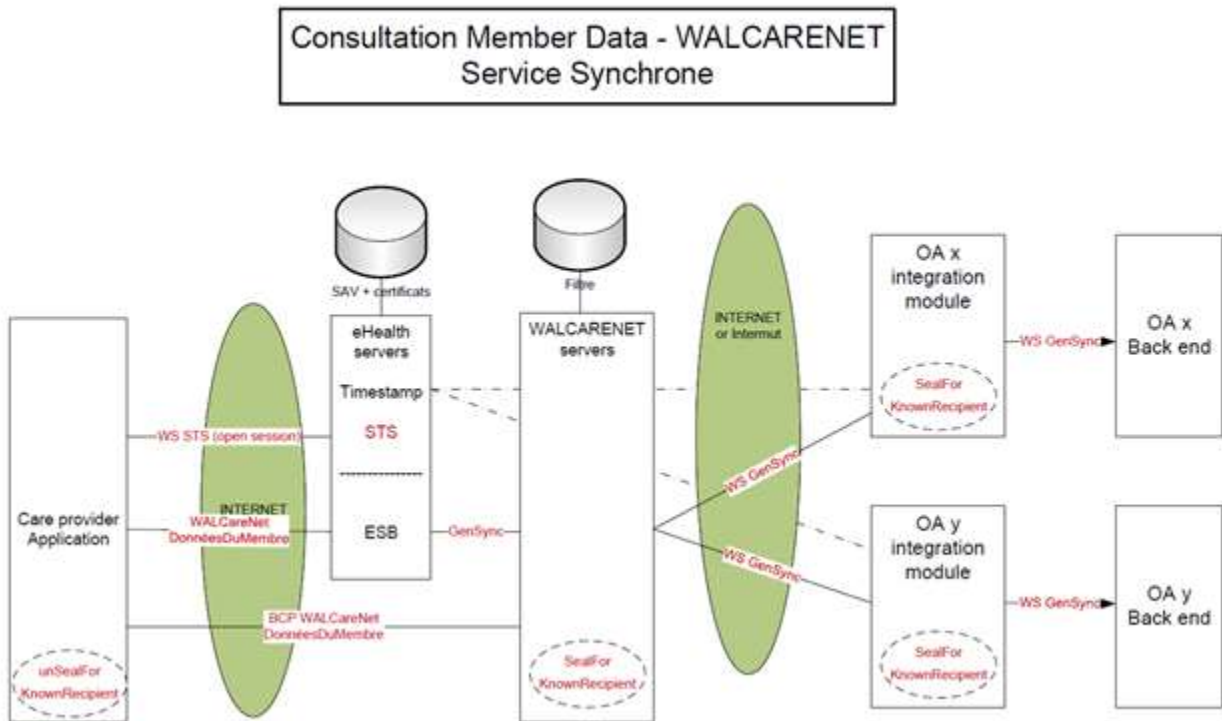 Consultation Member Data - WALCARENET
Service Synchrone
SAV + certificats
Filtre
eHealth
servers
Timestamp
STS
ESB
WALCARENET
servers
INTERNET
or Intermut
OA x
integration
module
SealFor
KnownRecipient
WS GenSync
OA x
Back end
WS STS (open session)
Care provider
Application
INTERNET
WALCareNet
DonnéesDuMembre
GenSync
WS GenSync
WS GenSync
OA y
integration
module
WS GenSync
OA y
Back end
BCP WALCareNet
DonnéesDuMembre
unSealFor
KnownRecipient
SealFor
KnownRecipient
SealFor
KnownRecipient